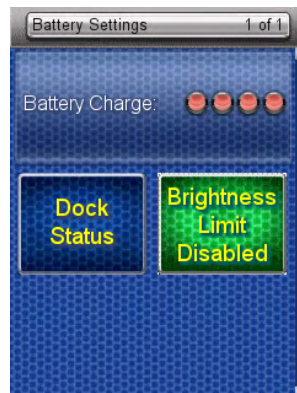 Battery Settings 1 of 1
Battery Charge:
Dock
Status
Brightness
Limit
Disabled